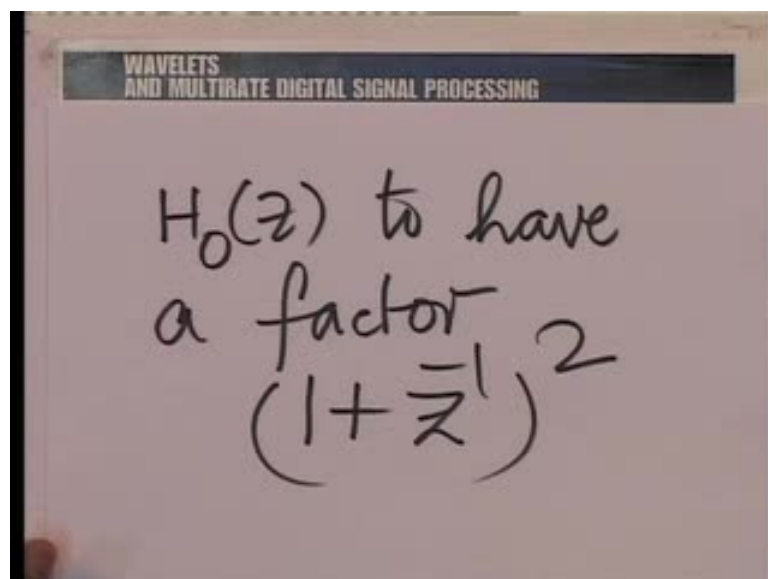 WAVELETS
AND MULTIRATE DIGITAL SIGNAL PROCESSING
H₀(z) to have
a factor
(1+z⁻¹)²